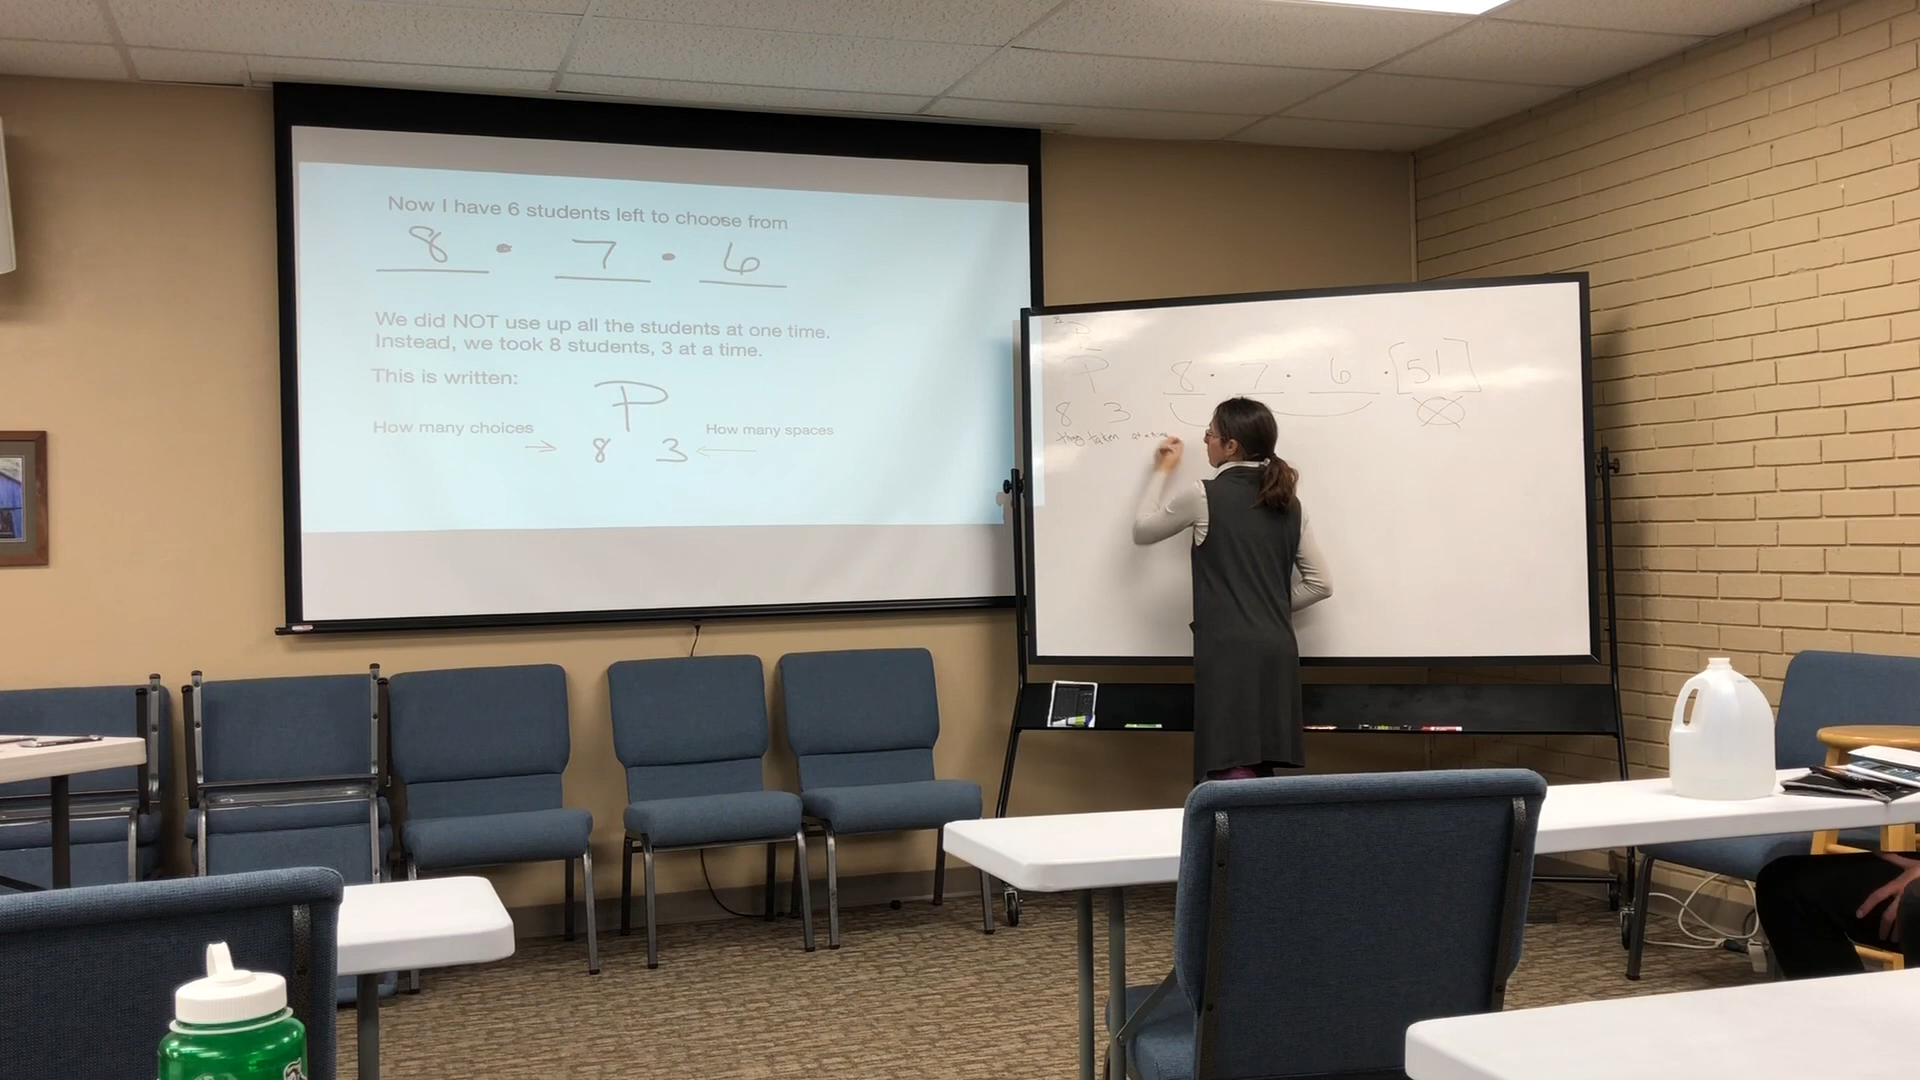 Now I have 6 students left to choose from
8 • 7 • 6
We did NOT use up all the students at one time.
Instead, we took 8 students, 3 at a time.
This is written:
P
How many choices → 8 3 ← How many spaces
P
8 3
taken at a time
8 · 7 · 6 · [5!]